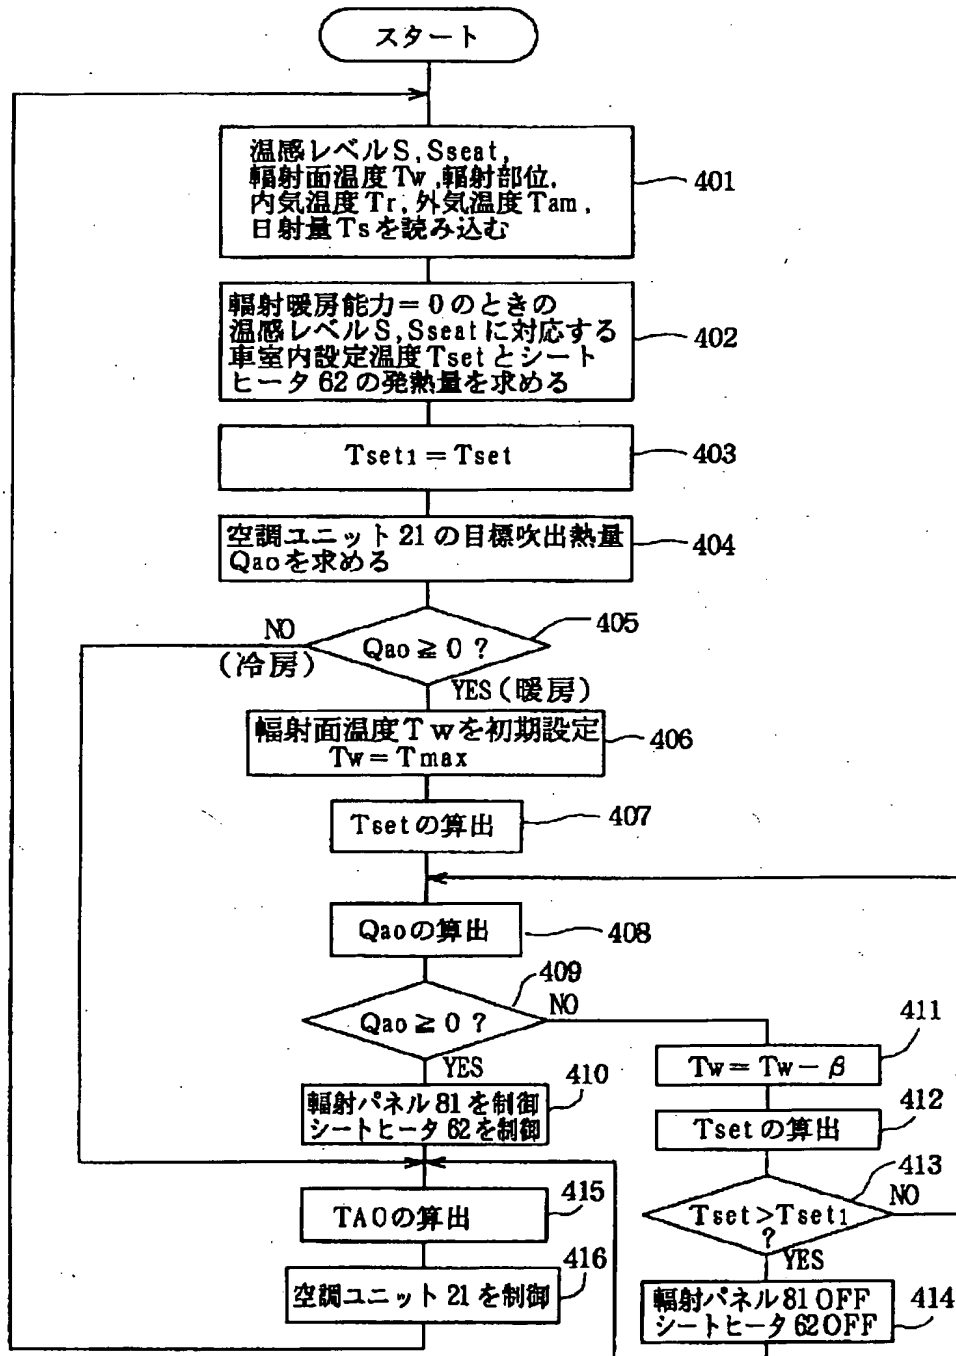 スタート
温感レベルS,Sseat,
輻射面温度Tw,輻射部位,
内気温度Tr,外気温度Tam,
日射量Tsを読み込む
401
輻射暖房能力=0のときの
温感レベルS,Sseatに対応する
車室内設定温度Tsetとシート
ヒータ62の発熱量を求める
402
Tset1=Tset
403
空調ユニット21の目標吹出熱量
Qaoを求める
404
Qao≧0?
405
NO
(冷房)
YES(暖房)
輻射面温度Twを初期設定
Tw=Tmax
406
Tsetの算出
407
Qaoの算出
408
Qao≧0?
409
NO
YES
輻射パネル81を制御
シートヒータ62を制御
410
Tw=Tw-β
411
Tsetの算出
412
Tset>Tset1
?
413
NO
YES
輻射パネル81OFF
シートヒータ62OFF
414
TAOの算出
415
空調ユニット21を制御
416